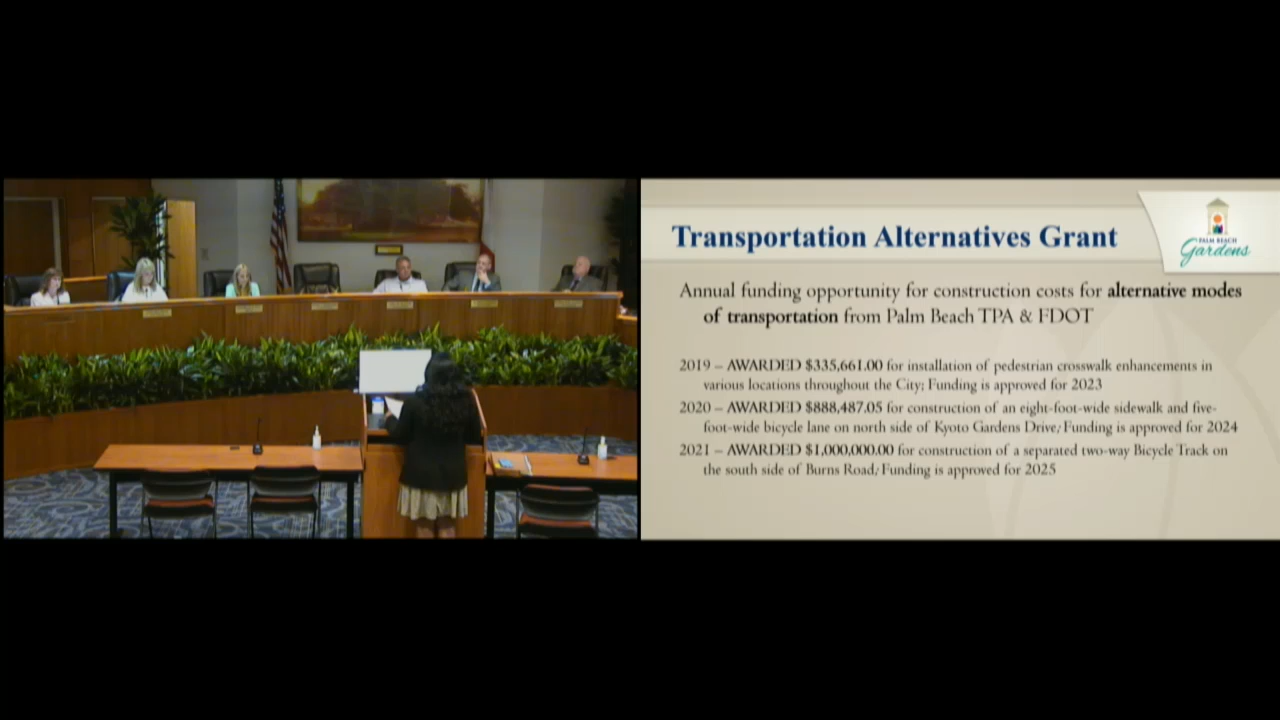 Transportation Alternatives Grant
PALM BEACH
Gardens
Annual funding opportunity for construction costs for alternative modes
of transportation from Palm Beach TPA & FDOT
2019 – AWARDED $335,661.00 for installation of pedestrian crosswalk enhancements in
various locations throughout the City; Funding is approved for 2023
2020 – AWARDED $888,487.05 for construction of an eight-foot-wide sidewalk and five-
foot-wide bicycle lane on north side of Kyoto Gardens Drive; Funding is approved for 2024
2021 – AWARDED $1,000,000.00 for construction of a separated two-way Bicycle Track on
the south side of Burns Road; Funding is approved for 2025